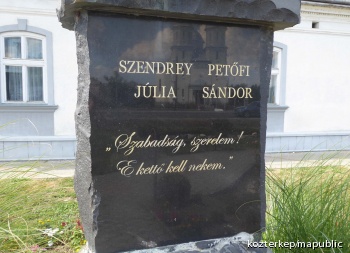 SZENDREY PETŐFI
JÚLIA SÁNDOR
„Szabadság, szerelem!
E kettő kell nekem."
kozterkep/mapublic